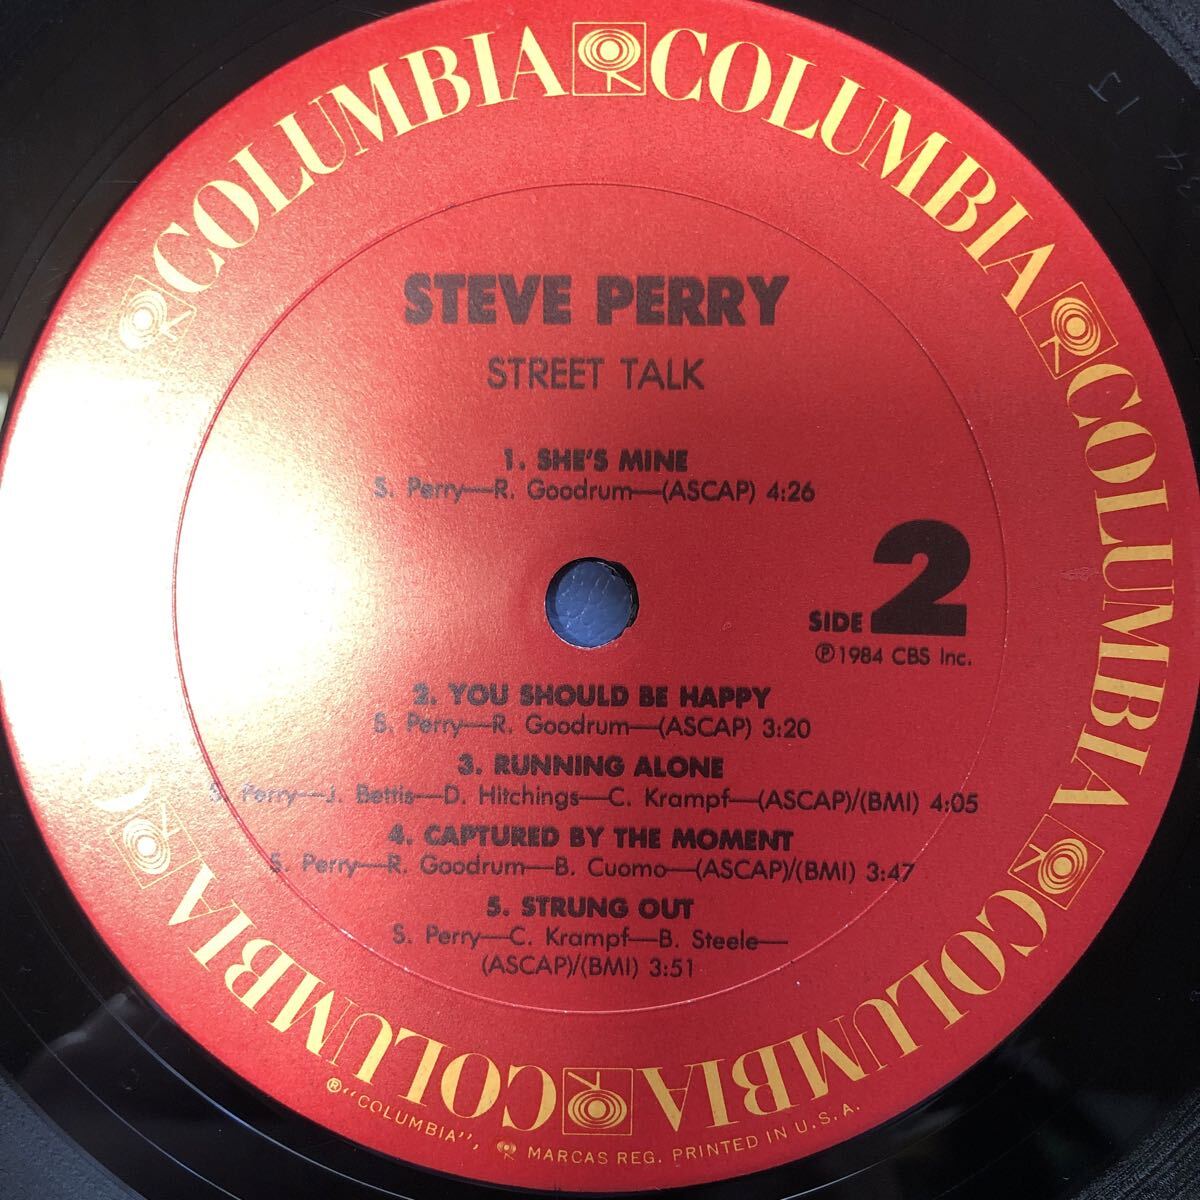 COLUMBIA COLUMBIA COLUMBIA COLUMBIA COLUMBIA COLUMBIA
STEVE PERRY
STREET TALK
1. SHE'S MINE
S. Perry—R. Goodrum—(ASCAP) 4:26
SIDE 2
℗ 1984 CBS Inc.
2. YOU SHOULD BE HAPPY
S. Perry—R. Goodrum—(ASCAP) 3:20
3. RUNNING ALONE
S. Perry—J. Bettis—D. Hitchings—C. Krampf—(ASCAP)/(BMI) 4:05
4. CAPTURED BY THE MOMENT
S. Perry—R. Goodrum—B. Cuomo—(ASCAP)/(BMI) 3:47
5. STRUNG OUT
S. Perry—C. Krampf—B. Steele—
(ASCAP)/(BMI) 3:51
® "COLUMBIA", MARCAS REG. PRINTED IN U.S.A.